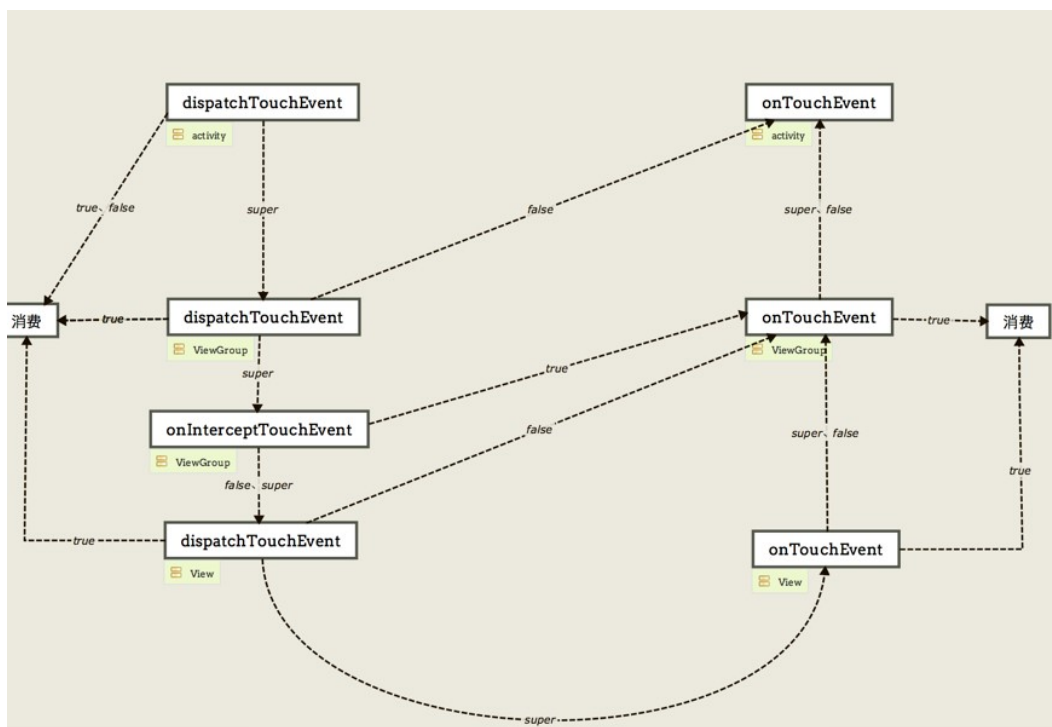 dispatchTouchEvent
activity
onTouchEvent
activity
true、false
super
false
super、false
消费
true
dispatchTouchEvent
ViewGroup
onTouchEvent
ViewGroup
true
消费
super
true
onInterceptTouchEvent
ViewGroup
false
super、false
false、super
true
true
dispatchTouchEvent
View
onTouchEvent
View
super